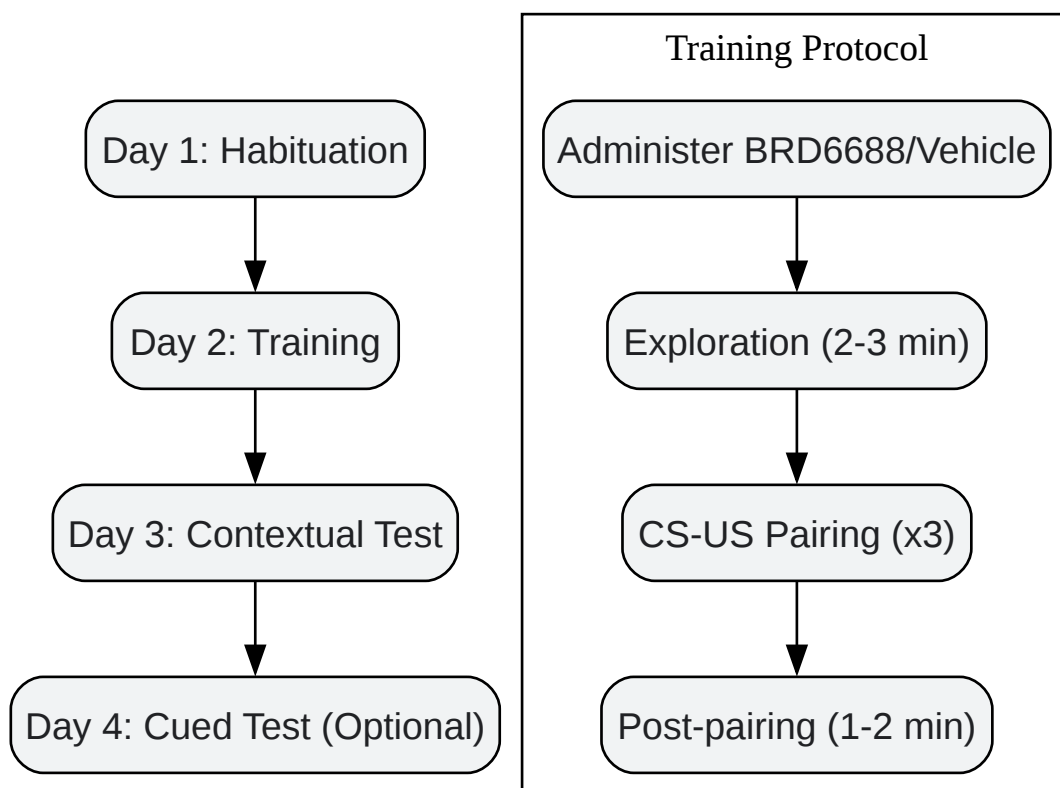 Day 1: Habituation
Day 2: Training
Day 3: Contextual Test
Day 4: Cued Test (Optional)
Training Protocol
Administer BRD6688/Vehicle
Exploration (2-3 min)
CS-US Pairing (x3)
Post-pairing (1-2 min)